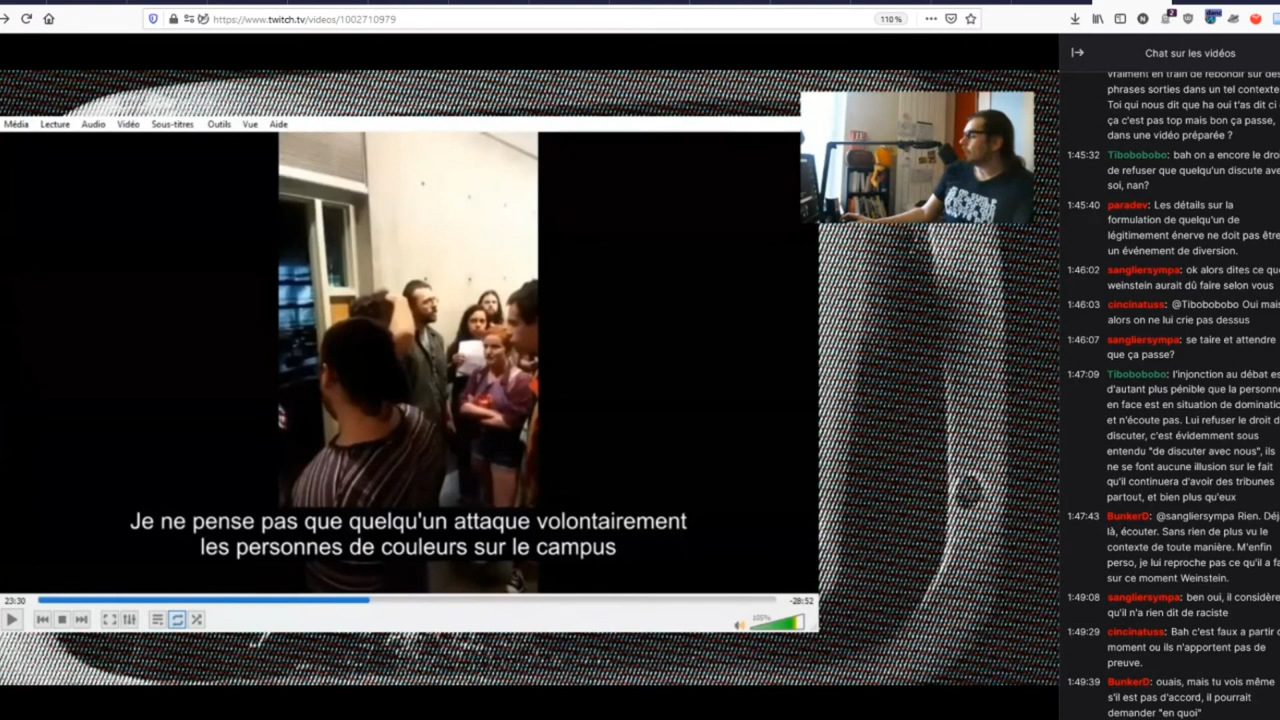 https://www.twitch.tv/videos/1002710979
110 %
Chat sur les vidéos
vraiment en train de rebondir sur des
phrases sorties dans un tel contexte
Toi qui nous dit que ha oui t'as dit ci
ça c'est pas top mais bon ça passe,
dans une vidéo préparée ?
1:45:32 Tibobobobo: bah on a encore le dro
de refuser que quelqu'un discute ave
soi, nan?
1:45:40 paradev: Les détails sur la
formulation de quelqu'un de
légitimement énerve ne doit pas être
un événement de diversion.
1:46:02 sangliersympa: ok alors dites ce que
weinstein aurait dû faire selon vous
1:46:03 cincinatuss: @Tibobobobo Oui mais
alors on ne lui crie pas dessus
1:46:07 sangliersympa: se taire et attendre
que ça passe?
1:47:09 Tibobobobo: l'injonction au débat es
d'autant plus pénible que la personne
en face est en situation de domination
et n'écoute pas. Lui refuser le droit d
discuter, c'est évidemment sous
entendu "de discuter avec nous", ils
ne se font aucune illusion sur le fait
qu'il continuera d'avoir des tribunes
partout, et bien plus qu'eux
1:47:43 BunkerD: @sangliersympa Rien. Déj
là, écouter. Sans rien de plus vu le
contexte de toute manière. M'enfin
perso, je lui reproche pas ce qu'il a fa
sur ce moment Weinstein.
1:49:08 sangliersympa: ben oui, il considère
qu'il n'a rien dit de raciste
1:49:29 cincinatuss: Bah c'est faux a partir d
moment ou ils n'apportent pas de
preuve.
1:49:39 BunkerD: ouais, mais tu vois même
s'il est pas d'accord, il pourrait
demander "en quoi"
Média Lecture Audio Vidéo Sous-titres Outils Vue Aide
Je ne pense pas que quelqu'un attaque volontairement
les personnes de couleurs sur le campus
23:30
-28:52
100%